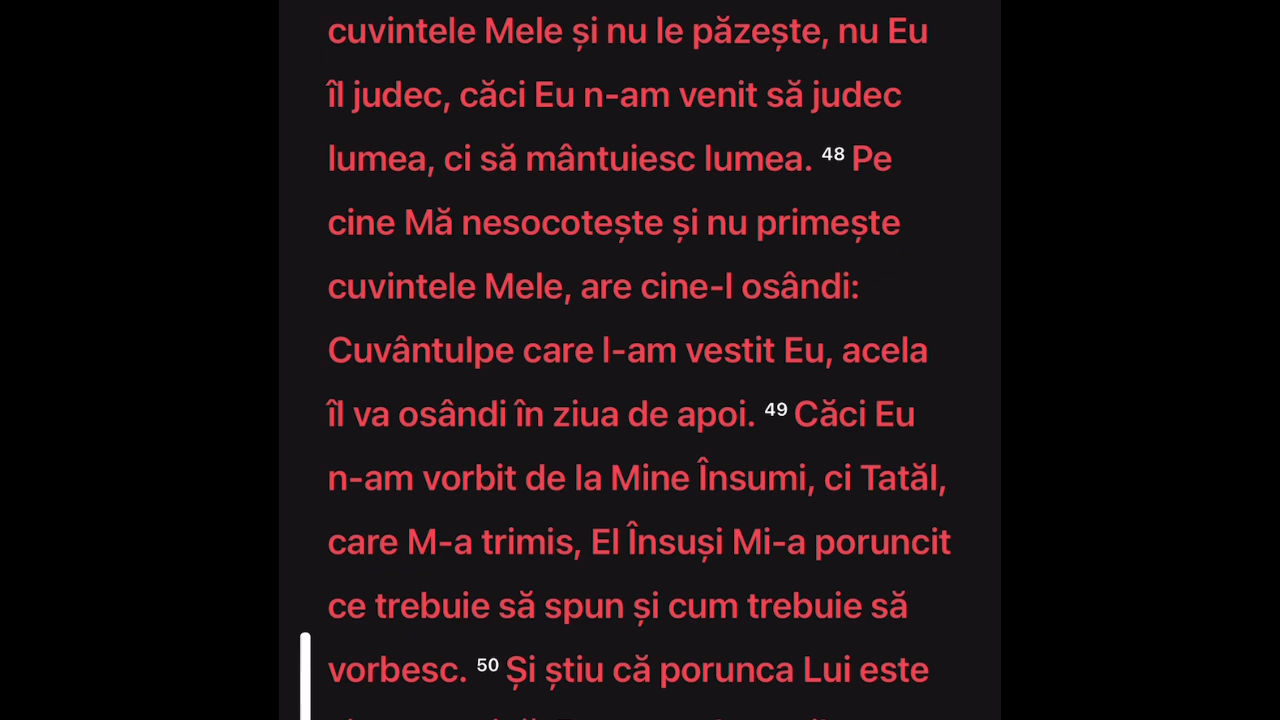 cuvintele Mele și nu le păzește, nu Eu
îl judec, căci Eu n-am venit să judec
lumea, ci să mântuiesc lumea. 48 Pe
cine Mă nesocotește și nu primește
cuvintele Mele, are cine-l osândi:
Cuvântulpe care l-am vestit Eu, acela
îl va osândi în ziua de apoi. 49 Căci Eu
n-am vorbit de la Mine Însumi, ci Tatăl,
care M-a trimis, El Însuși Mi-a poruncit
ce trebuie să spun și cum trebuie să
vorbesc. 50 Și știu că porunca Lui este